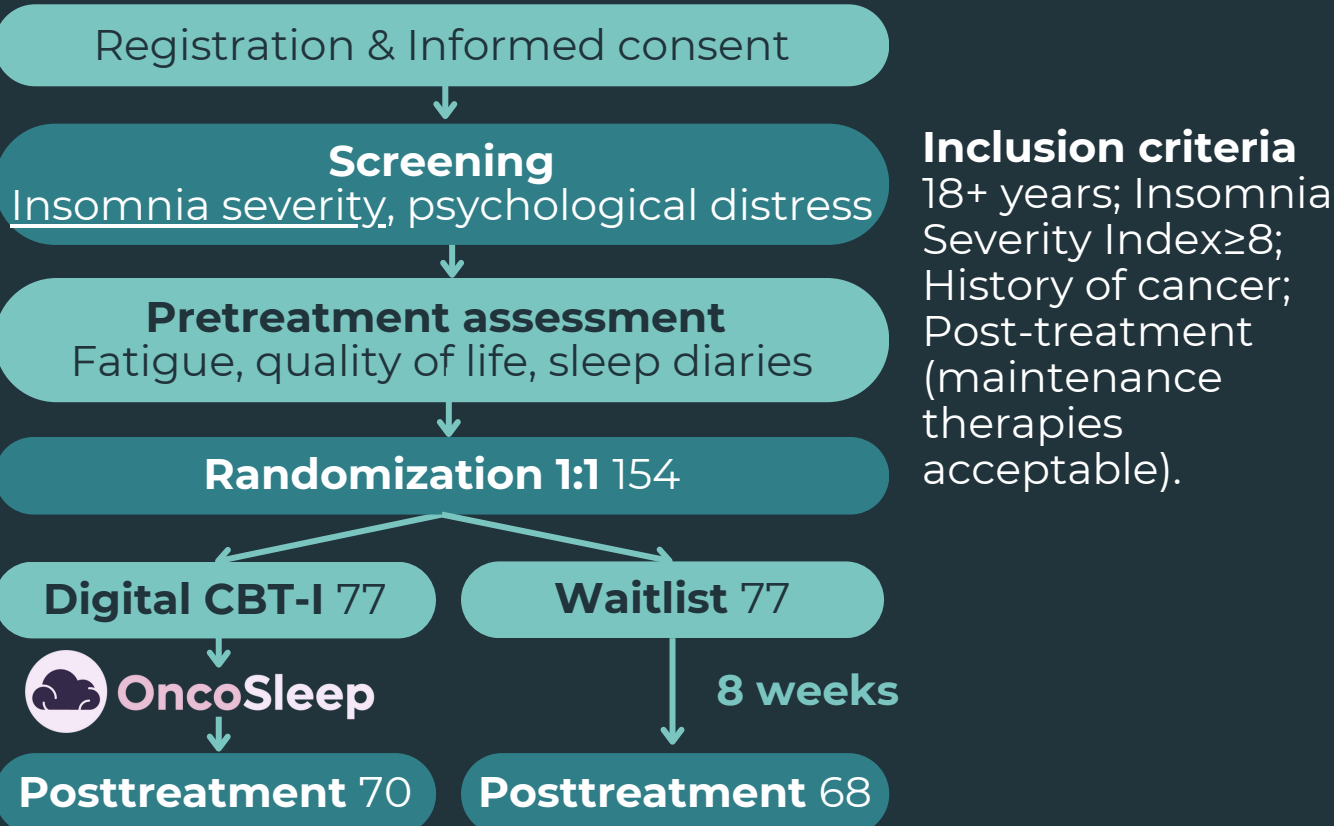 Registration & Informed consent
Screening
Insomnia severity, psychological distress
Pretreatment assessment
Fatigue, quality of life, sleep diaries
Randomization 1:1 154
Digital CBT-I 77
Waitlist 77
OncoSleep
8 weeks
Posttreatment 70
Posttreatment 68
Inclusion criteria
18+ years; Insomnia
Severity Index≥8;
History of cancer;
Post-treatment
(maintenance
therapies
acceptable).